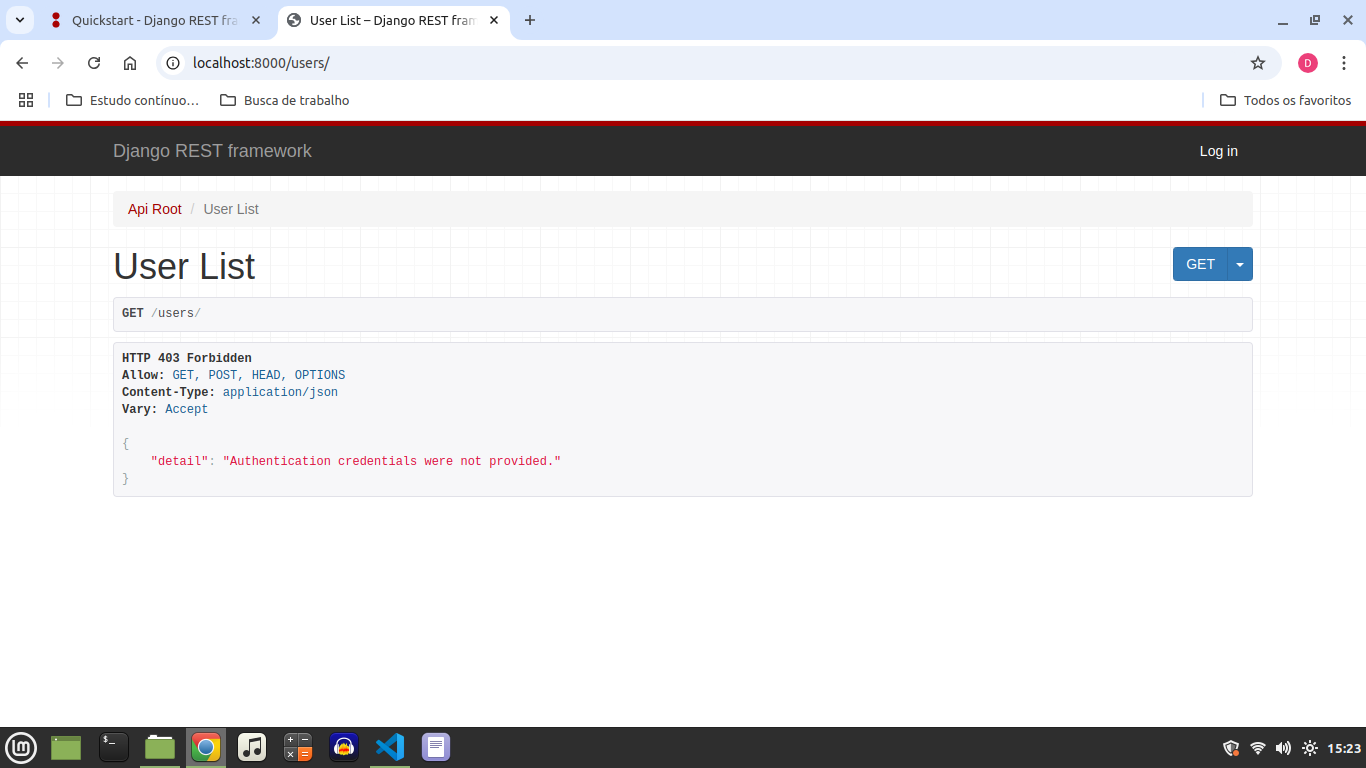 Quickstart - Django REST fra
User List – Django REST fram
localhost:8000/users/
D
Estudo contínuo…
Busca de trabalho
Todos os favoritos
Django REST framework
Log in
Api Root / User List
User List
GET
GET /users/
HTTP 403 Forbidden
Allow: GET, POST, HEAD, OPTIONS
Content-Type: application/json
Vary: Accept
{
    "detail": "Authentication credentials were not provided."
}
15:23